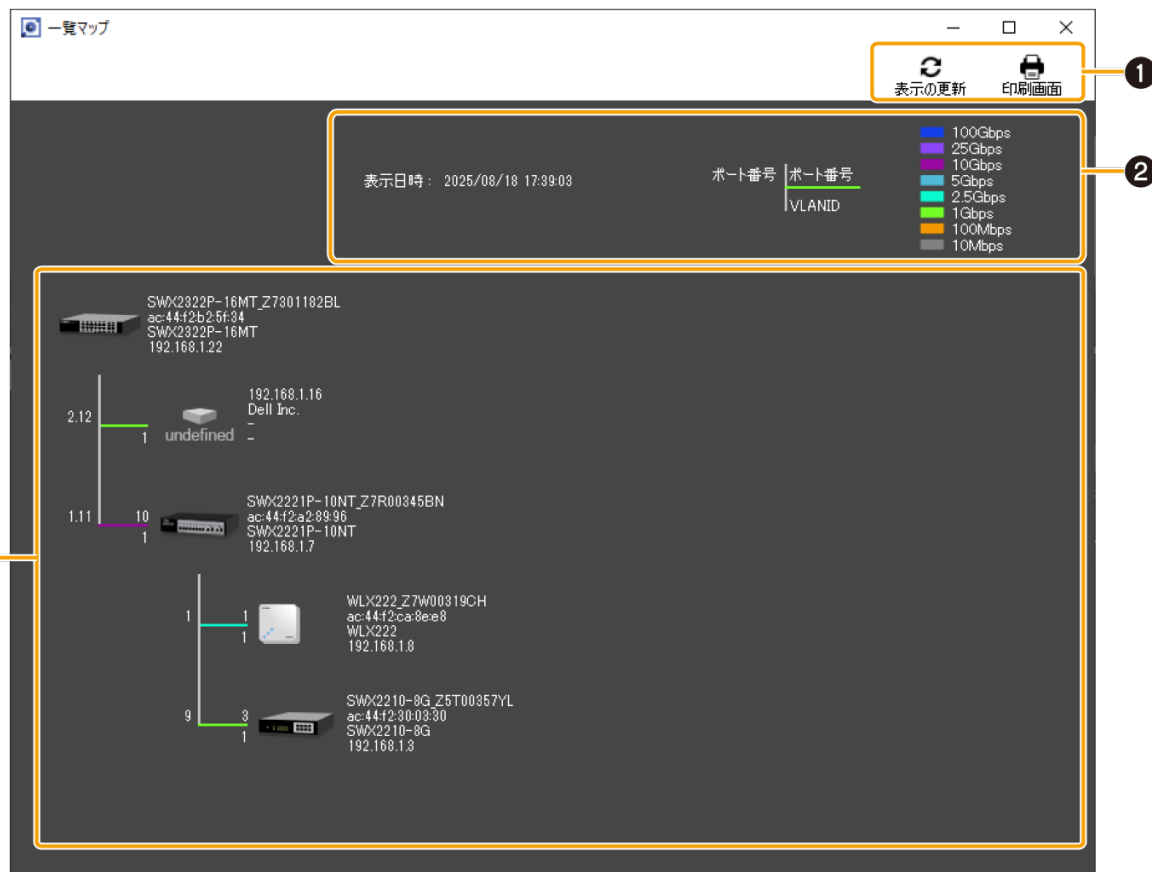 一覧マップ
表示の更新
印刷画面
❶
表示日時： 2025/08/18 17:39:03
ポート番号
ポート番号
VLANID
100Gbps
25Gbps
10Gbps
5Gbps
2.5Gbps
1Gbps
100Mbps
10Mbps
❷
SWX2322P-16MT_Z7301182BL
ac:44:f2:b2:5f:34
SWX2322P-16MT
192.168.1.22
2.12
1
undefined
192.168.1.16
Dell Inc.
-
-
1.11
10
1
SWX2221P-10NT_Z7R00345BN
ac:44:f2:a2:89:96
SWX2221P-10NT
192.168.1.7
1
1
1
WLX222_Z7W00319CH
ac:44:f2:ca:8e:e8
WLX222
192.168.1.8
9
3
1
SWX2210-8G_Z5T00357YL
ac:44:f2:30:03:30
SWX2210-8G
192.168.1.3